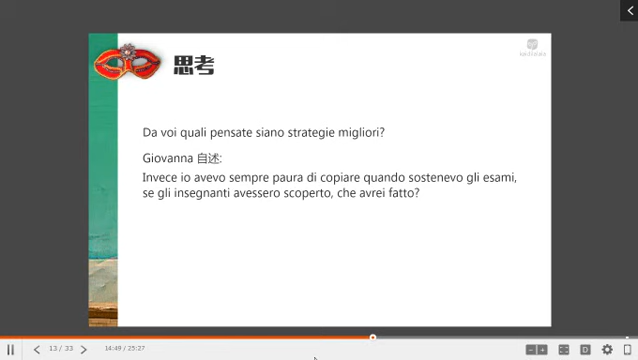 思考
Da voi quali pensate siano strategie migliori?
Giovanna 自述:
Invece io avevo sempre paura di copiare quando sostenevo gli esami,
se gli insegnanti avessero scoperto, che avrei fatto?
13 / 33
14:49 / 25:27
D